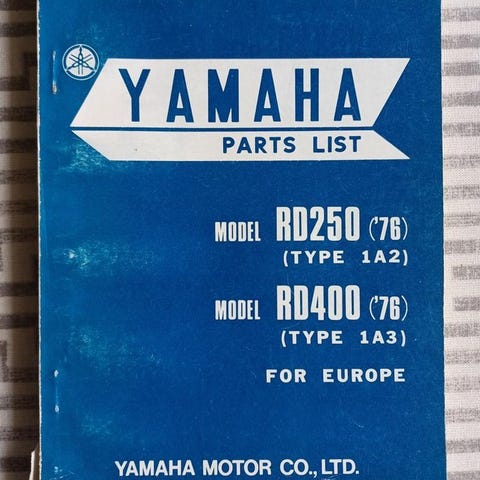 YAMAHA
PARTS LIST
MODEL RD250 ('76)
(TYPE 1A2)
MODEL RD400 ('76)
(TYPE 1A3)
FOR EUROPE
YAMAHA MOTOR CO., LTD.